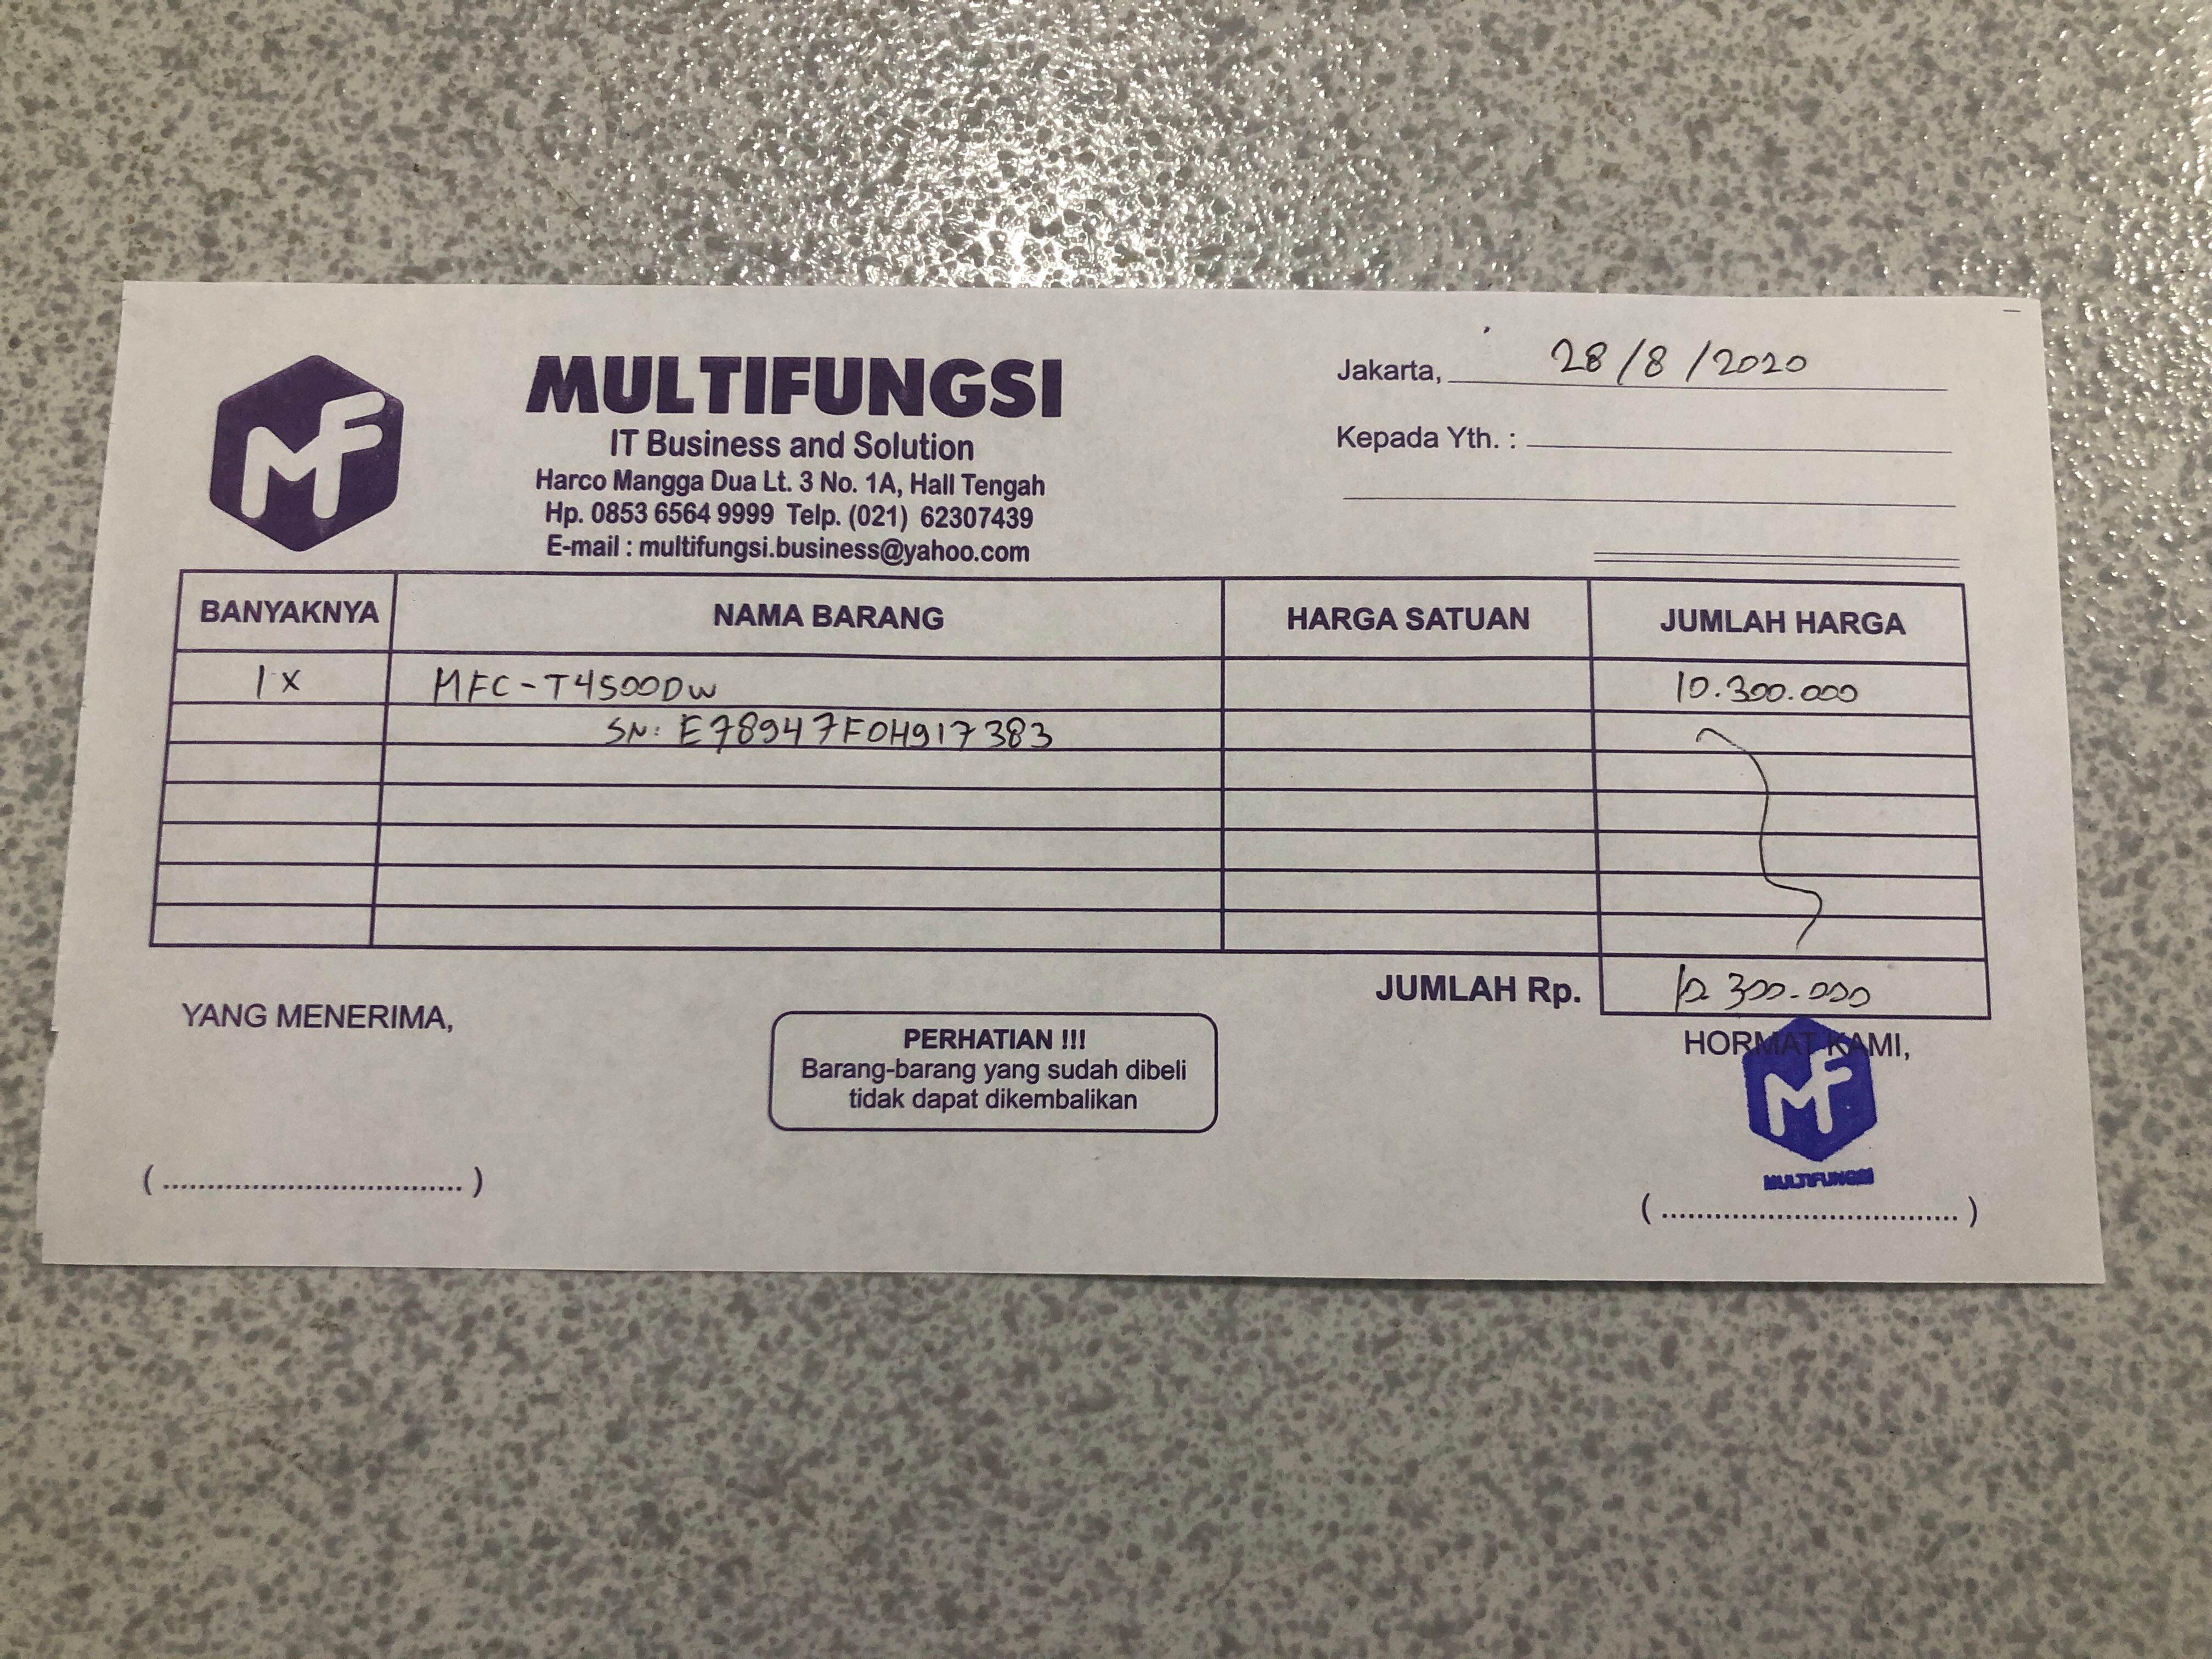 MF
MULTIFUNGSI
IT Business and Solution
Harco Mangga Dua Lt. 3 No. 1A, Hall Tengah
Hp. 0853 6564 9999 Telp. (021) 62307439
E-mail : multifungsi.business@yahoo.com
Jakarta, 28/8/2020
Kepada Yth. :
BANYAKNYA NAMA BARANG HARGA SATUAN JUMLAH HARGA
1 x MFC-T4500DW 10.300.000
SN: E78947F0H917383
JUMLAH Rp. 10.300.000
YANG MENERIMA,
PERHATIAN !!!
Barang-barang yang sudah dibeli
tidak dapat dikembalikan
HORMAT KAMI,
MF
MULTIFUNGSI
(..................................)
(..................................)